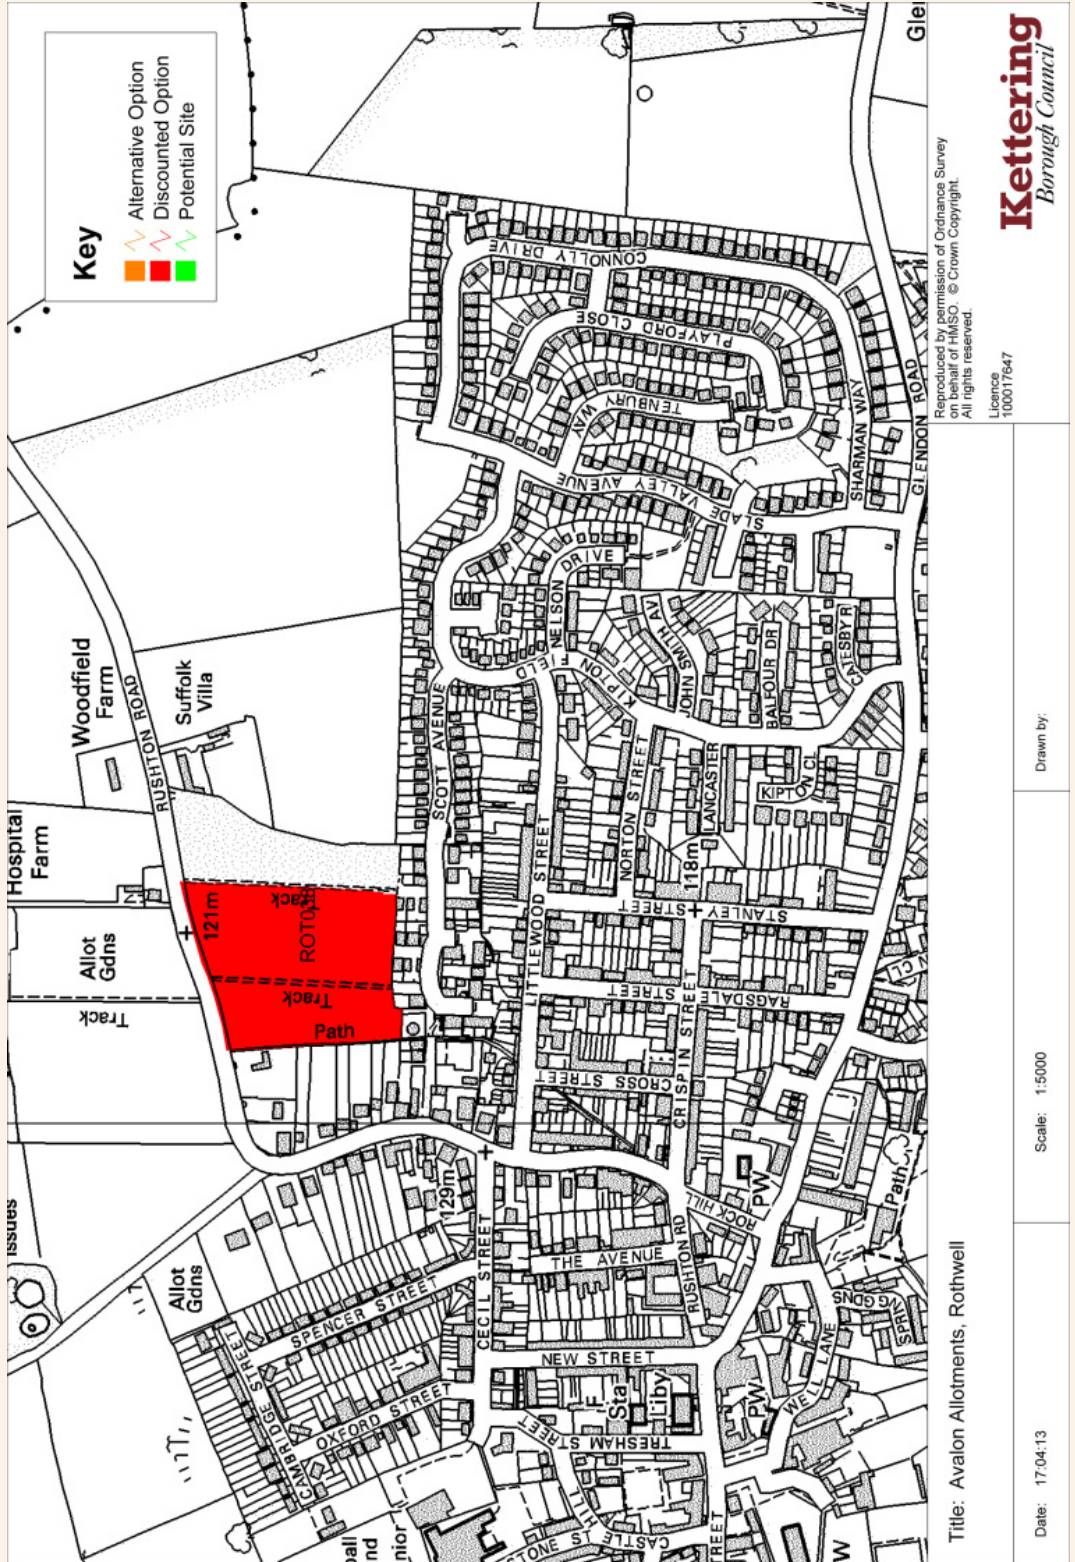 Key
Alternative Option
Discounted Option
Potential Site
Glen
Woodfield
Farm
Suffolk
Villa
Hospital
Farm
RUSHTON ROAD
121m
Allot
Gdns
Track
Track
Track
Path
Issues
Allot
Gdns
CONNOLLY DRIVE
PLAYFORD CLOSE
TENBURY
WAY
SLADE VALLEY AVENUE
SHARMAN WAY
GLENDON ROAD
NELSON DRIVE
SCOTT AVENUE
KIPTON FIELD
JOHN SMITH AV
BALFOUR DR
CATESBY R
LITTLEWOOD STREET
NORTON STREET
LANCASTER
KIPTON CL
118m
STANLEY STREET
RAGSDALE STREET
CROSS STREET
CRISPIN STREET
129m
CECIL STREET
ROCK HILL
PW
Path
THE AVENUE
RUSHTON RD
SPENCER STREET
CAMBRIDGE STREET
OXFORD STREET
NEW STREET
F
Sta
Liby
PW
WELL LANE
SPRIN
G GDNS
TRESHAM STREET
CASTLE HILL
STONE ST
STREET
W
Reproduced by permission of Ordnance Survey
on behalf of HMSO. © Crown Copyright.
All rights reserved.
Licence
100017647
Kettering
Borough Council
Title: Avalon Allotments, Rothwell
Date: 17:04:13
Scale: 1:5000
Drawn by: